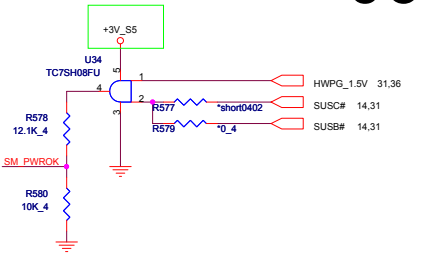 +3V_S5
U34
TC7SH08FU
5
4
1
2
3
HWPG_1.5V 31,36
R577
*short0402
SUSC# 14,31
R579
*0_4
SUSB# 14,31
R578
12.1K_4
SM_PWROK
R580
10K_4